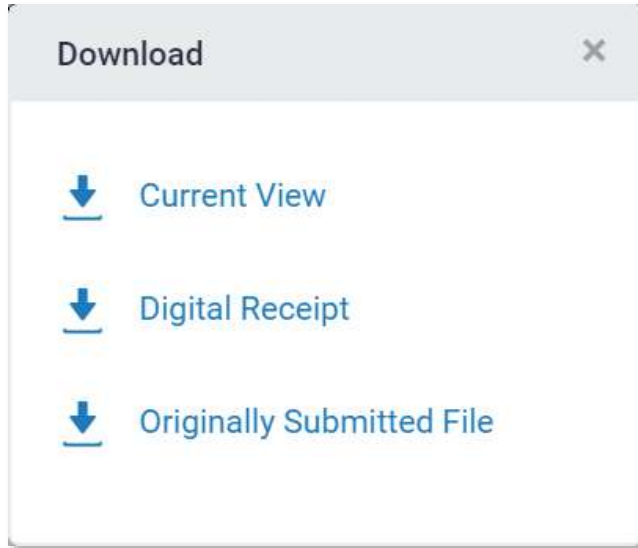 Download
Current View
Digital Receipt
Originally Submitted File